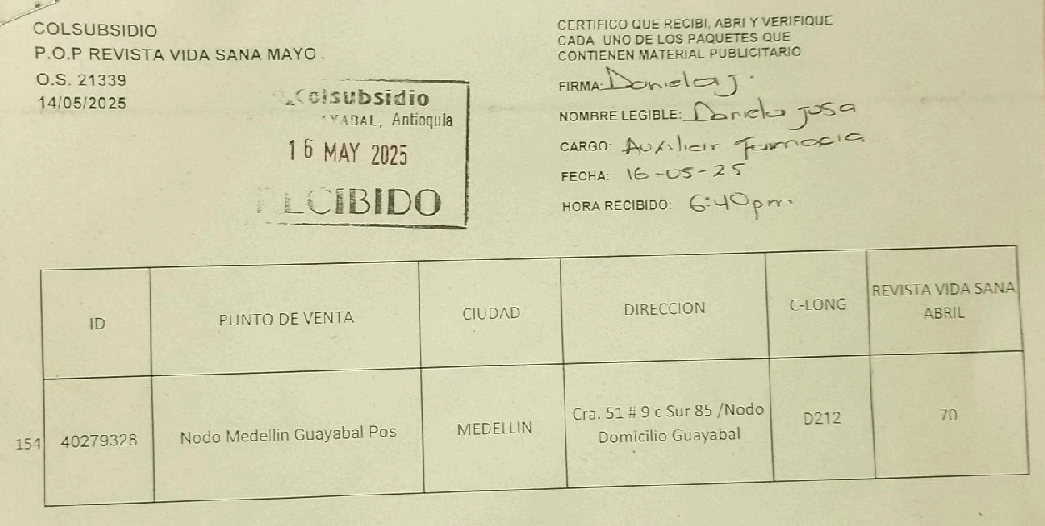 COLSUBSIDIO
P.O.P REVISTA VIDA SANA MAYO
O.S. 21339
14/05/2025
Colsubsidio
Antioquia
16 MAY 2025
RECIBIDO
CERTIFICO QUE RECIBI, ABRI Y VERIFIQUE
CADA UNO DE LOS PAQUETES QUE
CONTIENEN MATERIAL PUBLICITARIO
FIRMA: Daniela J.
NOMBRE LEGIBLE: Daniela Josa
CARGO: Auxiliar Farmacia
FECHA: 16-05-25
HORA RECIBIDO: 6:40pm.
ID
PUNTO DE VENTA
CIUDAD
DIRECCION
C-LONG
REVISTA VIDA SANA
ABRIL
154
40279328
Nodo Medellin Guayabal Pos
MEDELLIN
Cra. 51 # 9 c Sur 85 /Nodo
Domicilio Guayabal
D212
70